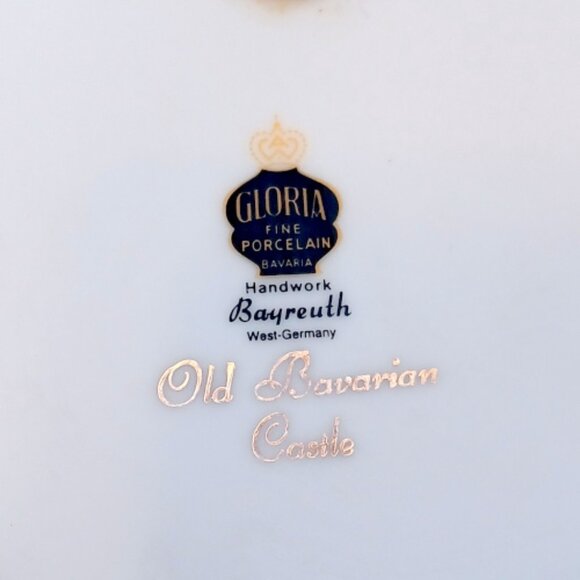 GLORIA
FINE
PORCELAIN
BAVARIA
Handwork
Bayreuth
West-Germany
Old Bavarian
Castle